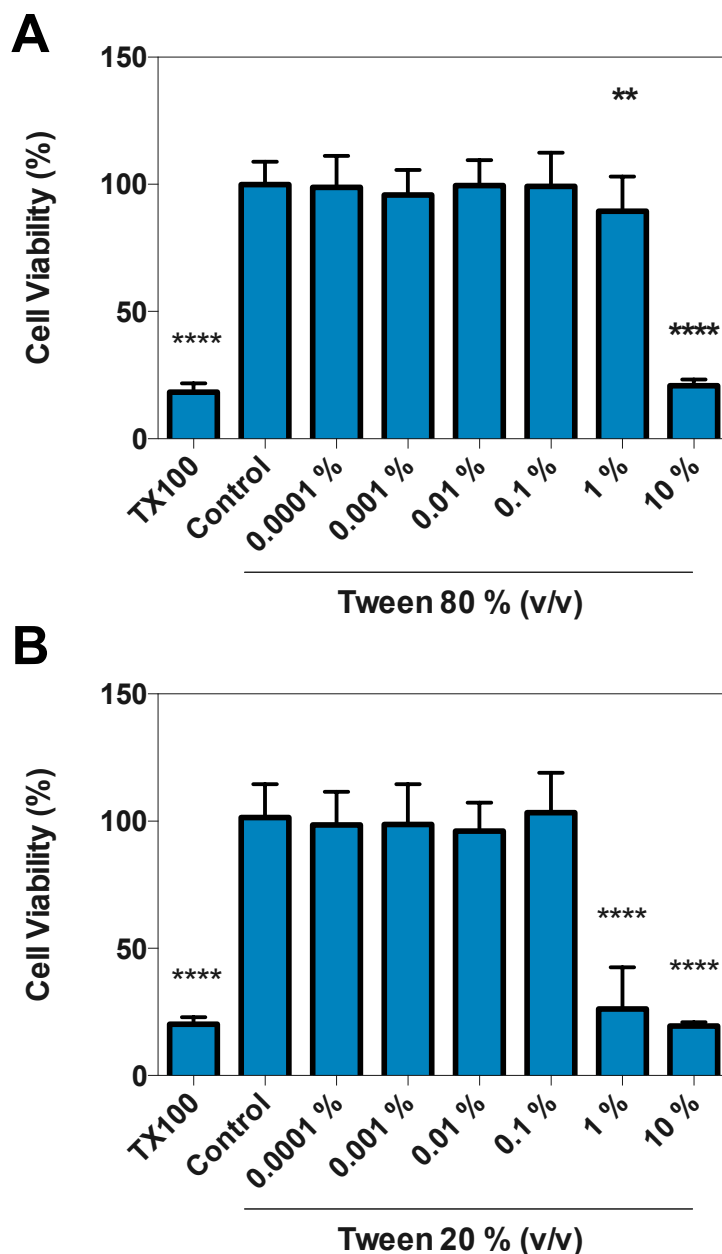 A
Cell Viability (%)
150
100
50
0
****
**
****
TX100
Control
0.0001 %
0.001 %
0.01 %
0.1 %
1 %
10 %
Tween 80 % (v/v)
B
Cell Viability (%)
150
100
50
0
****
****
****
TX100
Control
0.0001 %
0.001 %
0.01 %
0.1 %
1 %
10 %
Tween 20 % (v/v)